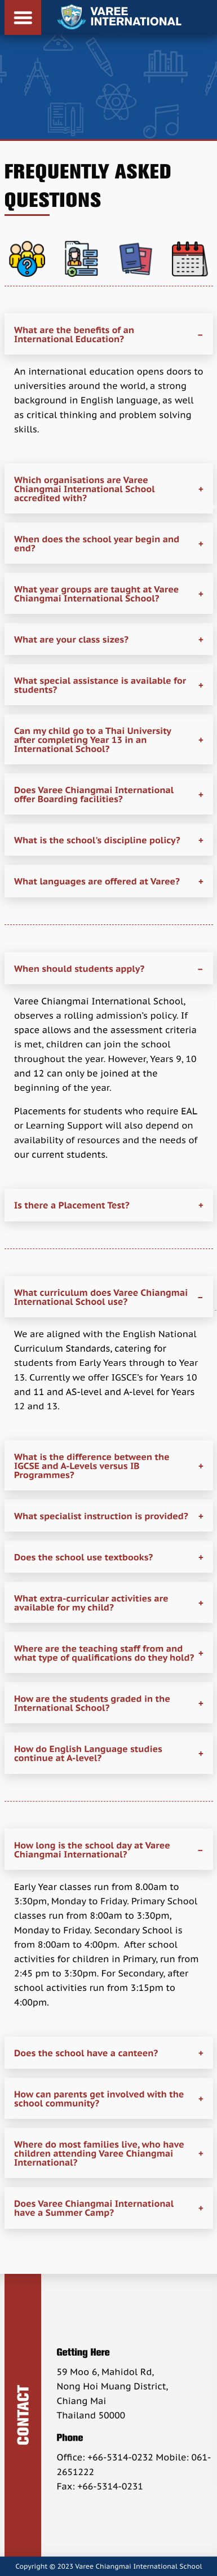 VAREE
INTERNATIONAL
FREQUENTLY ASKED
QUESTIONS
What are the benefits of an
International Education?
–
An international education opens doors to
universities around the world, a strong
background in English language, as well
as critical thinking and problem solving
skills.
Which organisations are Varee
Chiangmai International School
accredited with?
+
When does the school year begin and
end?
+
What year groups are taught at Varee
Chiangmai International School?
+
What are your class sizes?
+
What special assistance is available for
students?
+
Can my child go to a Thai University
after completing Year 13 in an
International School?
+
Does Varee Chiangmai International
offer Boarding facilities?
+
What is the school's discipline policy?
+
What languages are offered at Varee?
+
When should students apply?
–
Varee Chiangmai International School,
observes a rolling admission's policy. If
space allows and the assessment criteria
is met, children can join the school
throughout the year. However, Years 9, 10
and 12 can only be joined at the
beginning of the year.
Placements for students who require EAL
or Learning Support will also depend on
availability of resources and the needs of
our current students.
Is there a Placement Test?
+
What curriculum does Varee Chiangmai
International School use?
–
We are aligned with the English National
Curriculum Standards, catering for
students from Early Years through to Year
13. Currently we offer IGSCE's for Years 10
and 11 and AS-level and A-level for Years
12 and 13.
What is the difference between the
IGCSE and A-Levels versus IB
Programmes?
+
What specialist instruction is provided?
+
Does the school use textbooks?
+
What extra-curricular activities are
available for my child?
+
Where are the teaching staff from and
what type of qualifications do they hold?
+
How are the students graded in the
International School?
+
How do English Language studies
continue at A-level?
+
How long is the school day at Varee
Chiangmai International?
–
Early Year classes run from 8.00am to
3:30pm, Monday to Friday. Primary School
classes run from 8:00am to 3:30pm,
Monday to Friday. Secondary School is
from 8:00am to 4:00pm.  After school
activities for children in Primary, run from
2:45 pm to 3:30pm. For Secondary, after
school activities run from 3:15pm to
4:00pm.
Does the school have a canteen?
+
How can parents get involved with the
school community?
+
Where do most families live, who have
children attending Varee Chiangmai
International?
+
Does Varee Chiangmai International
have a Summer Camp?
+
CONTACT
Getting Here
59 Moo 6, Mahidol Rd,
Nong Hoi Muang District,
Chiang Mai
Thailand 50000
Phone
Office: +66-5314-0232 Mobile: 061-
2651222
Fax: +66-5314-0231
Copyright © 2023 Varee Chiangmai International School